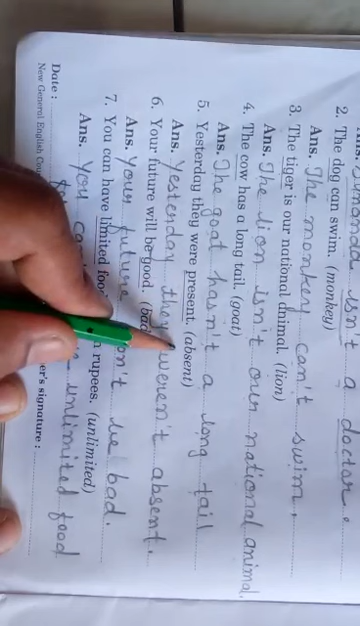 Ans. Amanda isn't a doctor.
2. The dog can swim. (monkey)
Ans. The monkey can't swim.
3. The tiger is our national animal. (lion)
Ans. The lion isn't our national animal.
4. The cow has a long tail. (goat)
Ans. The goat hasn't a long tail
5. Yesterday they were present. (absent)
Ans. Yesterday they weren't absent.
6. Your future will be good. (bad
Ans. Your future on't be bad.
7. You can have limited foo rupees. (unlimited)
Ans. You unlimited food
Date :
New General English Cou er's signature :